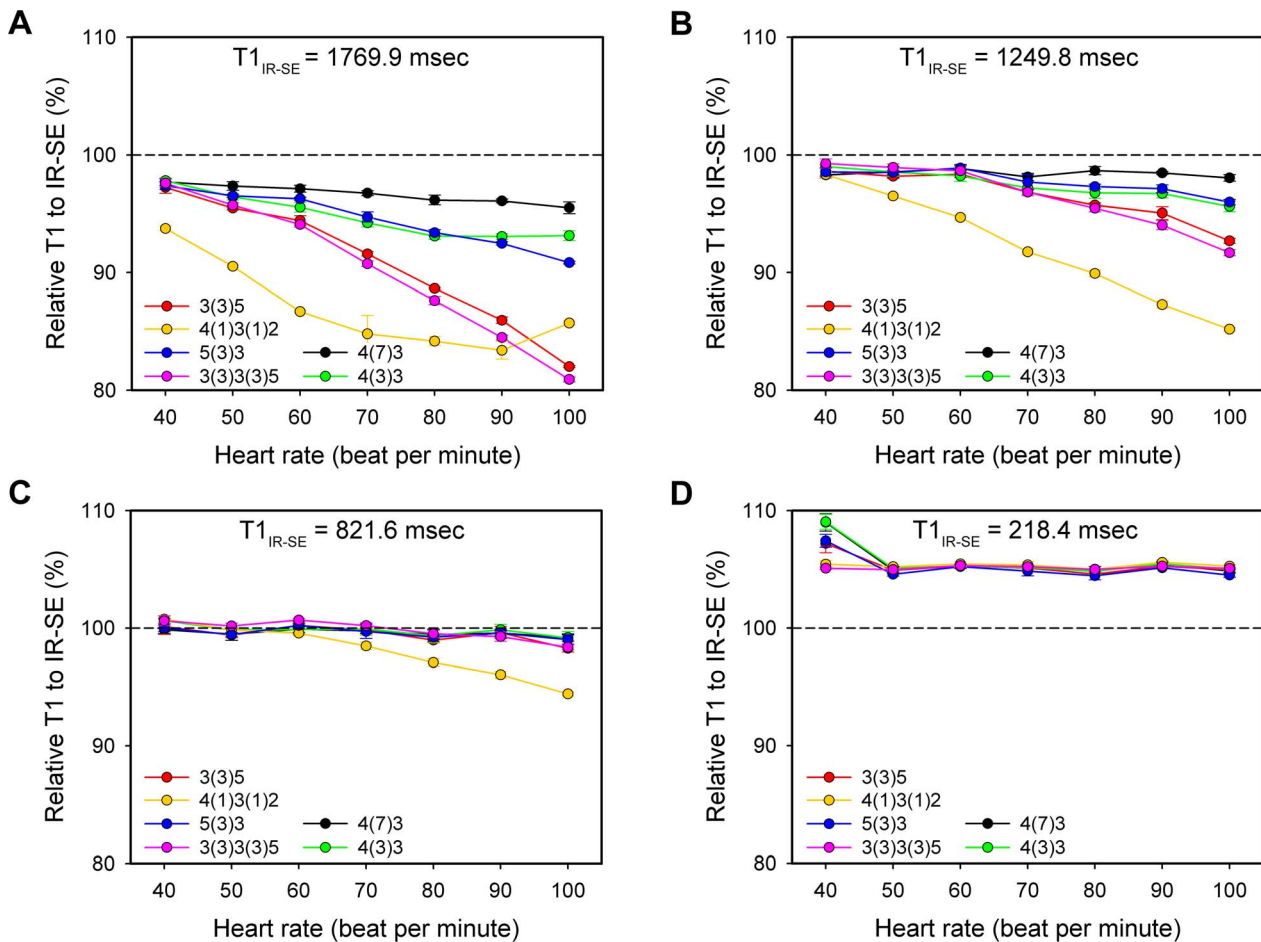 A
T1IR-SE = 1769.9 msec
Relative T1 to IR-SE (%)
110
100
90
80
3(3)5
4(1)3(1)2
5(3)3 4(7)3
3(3)3(3)5 4(3)3
40 50 60 70 80 90 100
Heart rate (beat per minute)
B
T1IR-SE = 1249.8 msec
Relative T1 to IR-SE (%)
110
100
90
80
3(3)5
4(1)3(1)2
5(3)3 4(7)3
3(3)3(3)5 4(3)3
40 50 60 70 80 90 100
Heart rate (beat per minute)
C
T1IR-SE = 821.6 msec
Relative T1 to IR-SE (%)
110
100
90
80
3(3)5
4(1)3(1)2
5(3)3 4(7)3
3(3)3(3)5 4(3)3
40 50 60 70 80 90 100
Heart rate (beat per minute)
D
T1IR-SE = 218.4 msec
Relative T1 to IR-SE (%)
110
100
90
80
3(3)5
4(1)3(1)2
5(3)3 4(7)3
3(3)3(3)5 4(3)3
40 50 60 70 80 90 100
Heart rate (beat per minute)